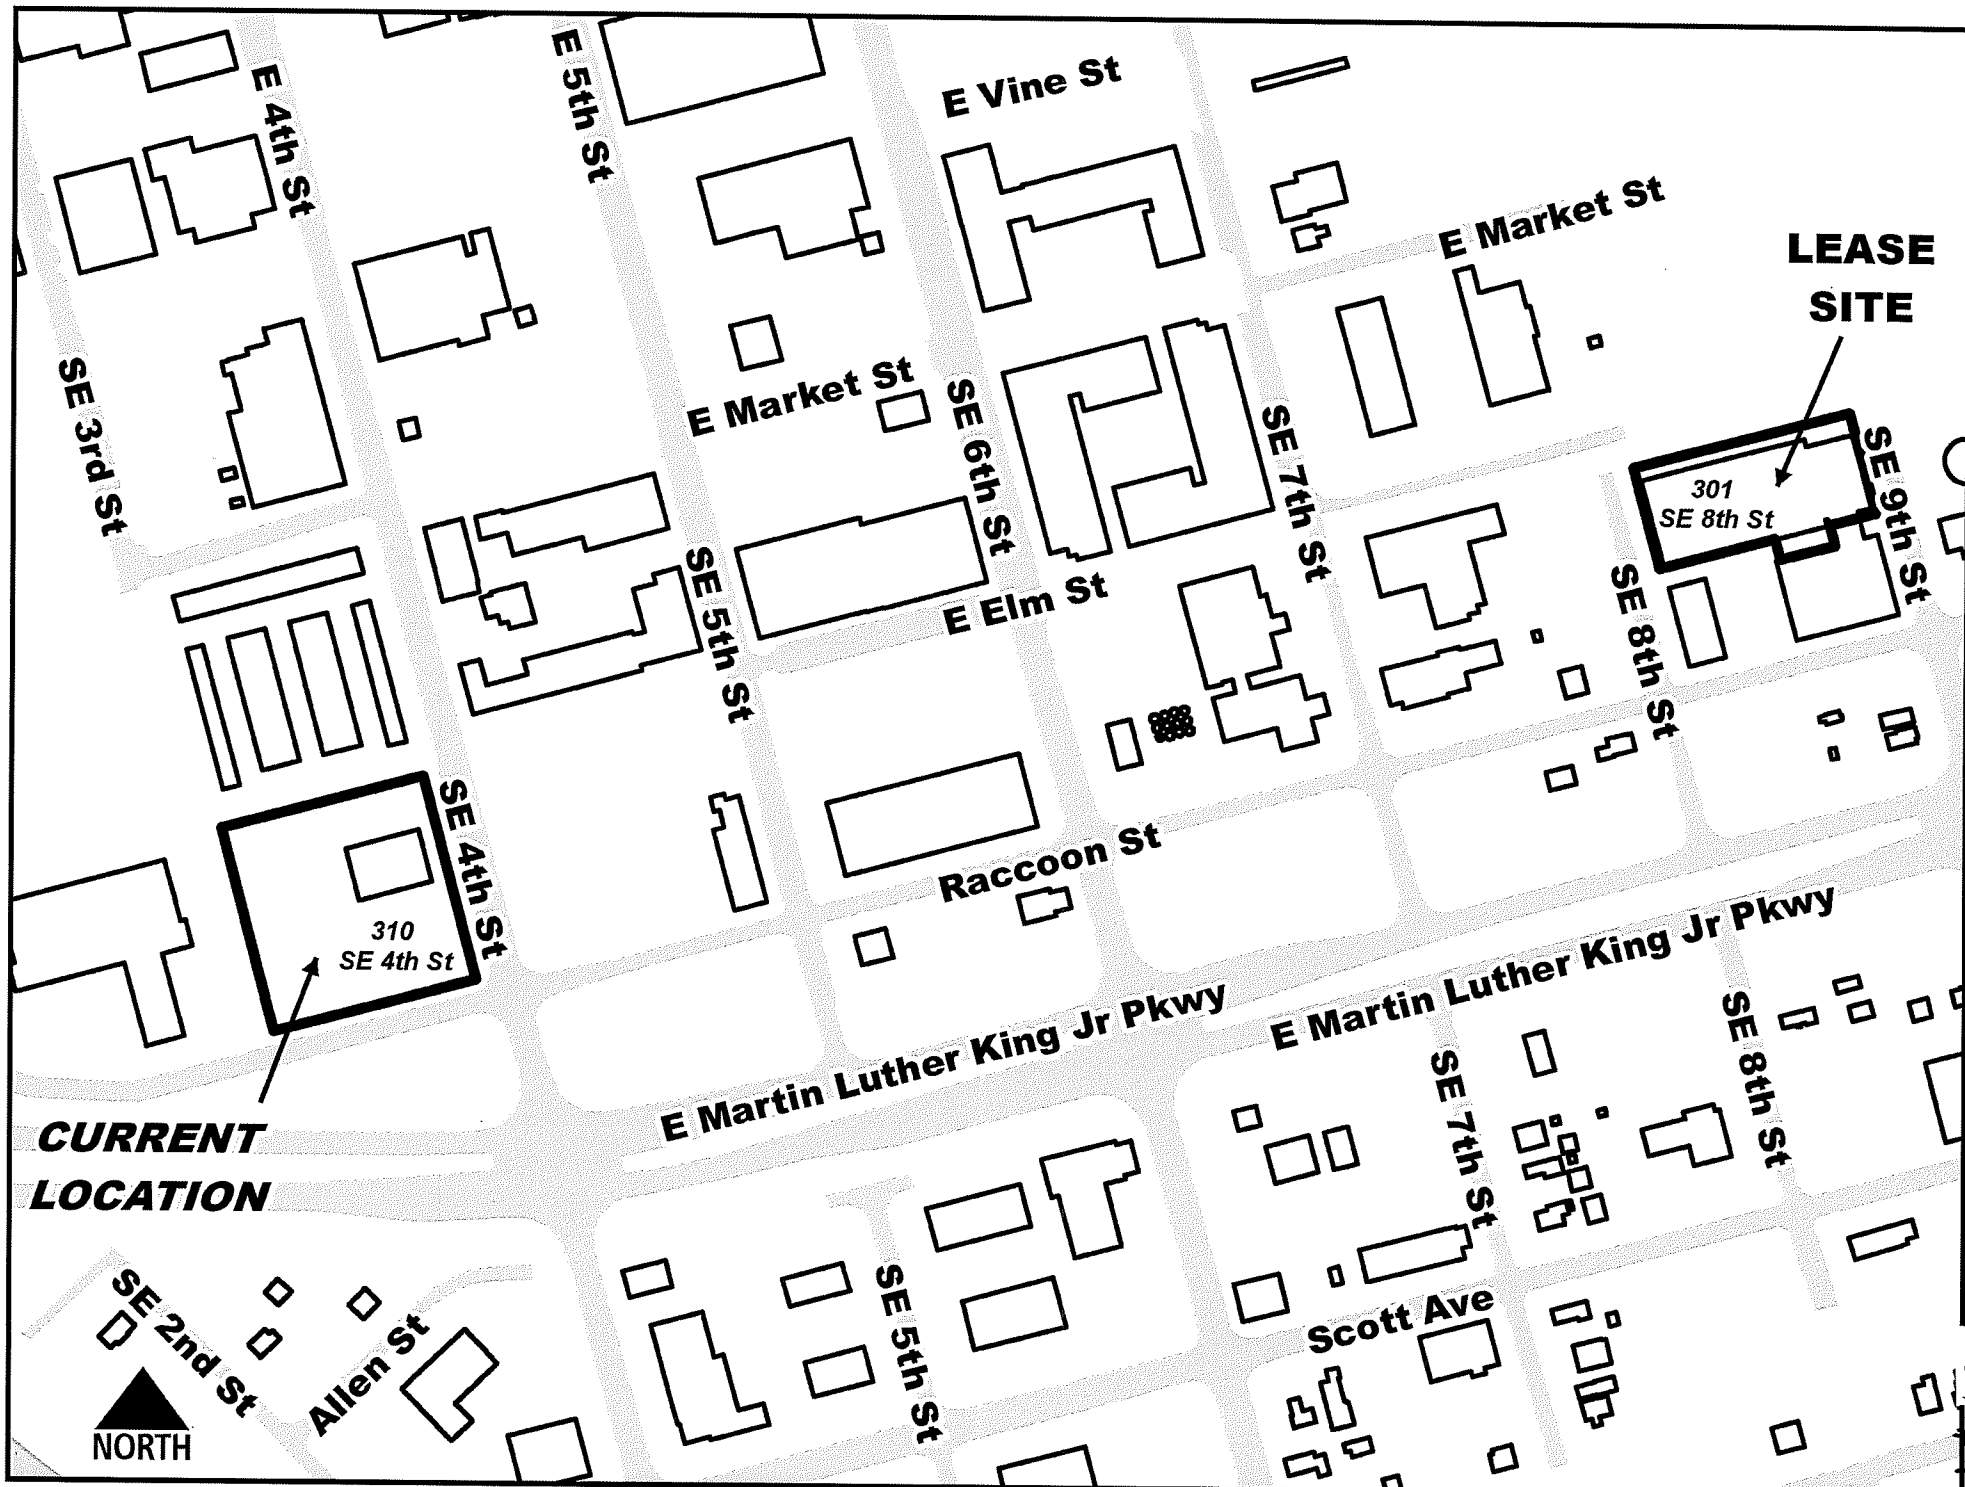 E 4th St
E 5th St
E Vine St
E Market St
LEASE
SITE
SE 3rd St
E Market St
SE 6th St
SE 7th St
SE 9th St
301
SE 8th St
SE 5th St
E Elm St
SE 8th St
SE 4th St
Raccoon St
310
SE 4th St
E Martin Luther King Jr Pkwy
E Martin Luther King Jr Pkwy
SE 7th St
SE 8th St
CURRENT
LOCATION
SE 2nd St
Allen St
SE 5th St
Scott Ave
NORTH